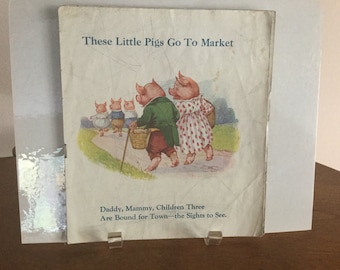 These Little Pigs Go To Market
Daddy, Mammy, Children Three
Are Bound for Town—the Sights to See.